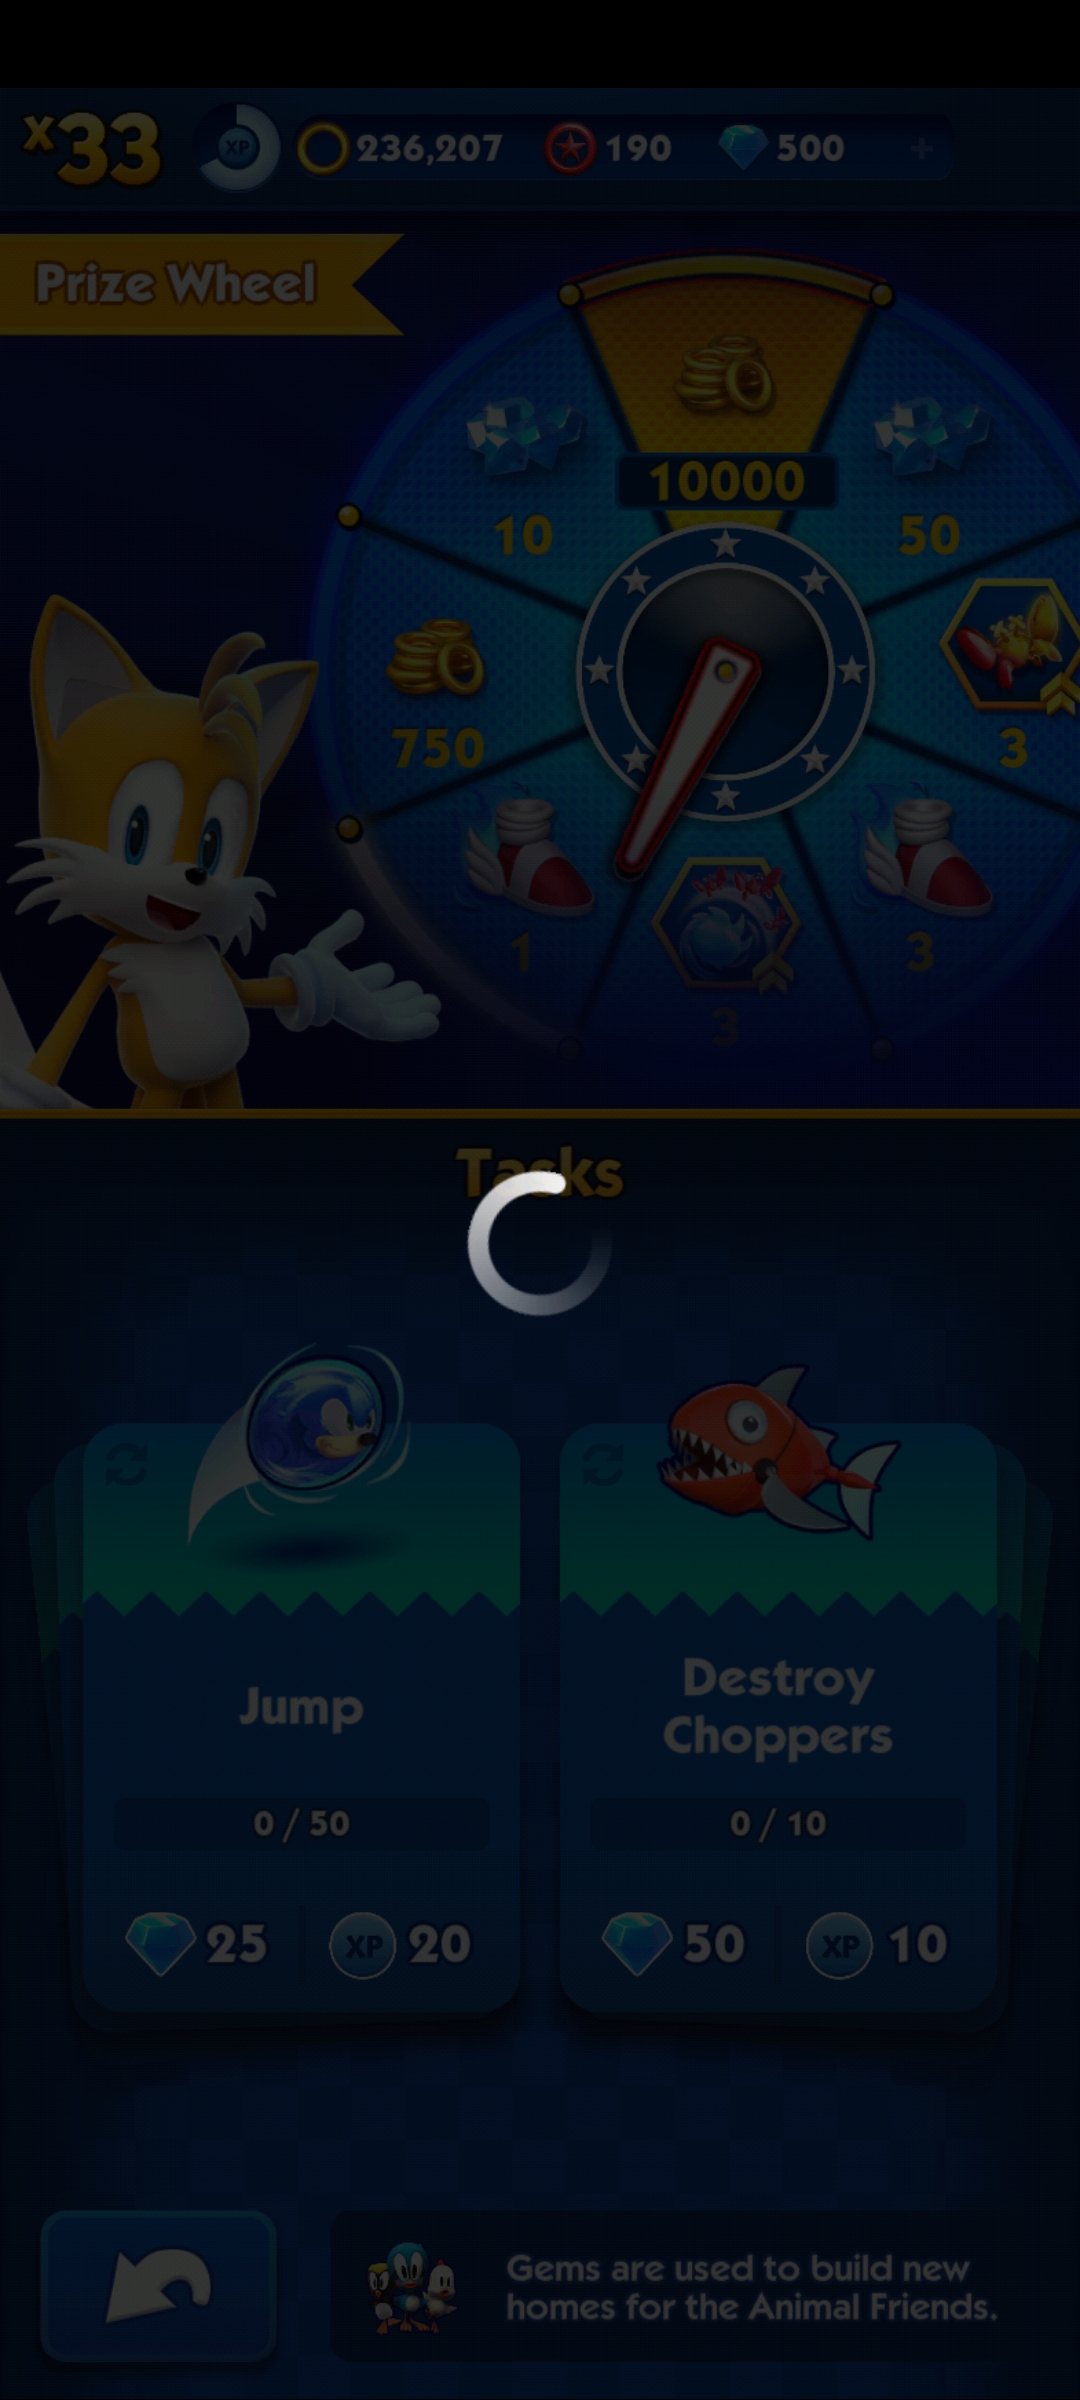 x33
XP
236,207
190
500
+
Prize Wheel
10000
10
50
750
3
1
3
3
Tasks
Jump
0 / 50
25
XP
20
Destroy
Choppers
0 / 10
50
XP
10
Gems are used to build new
homes for the Animal Friends.